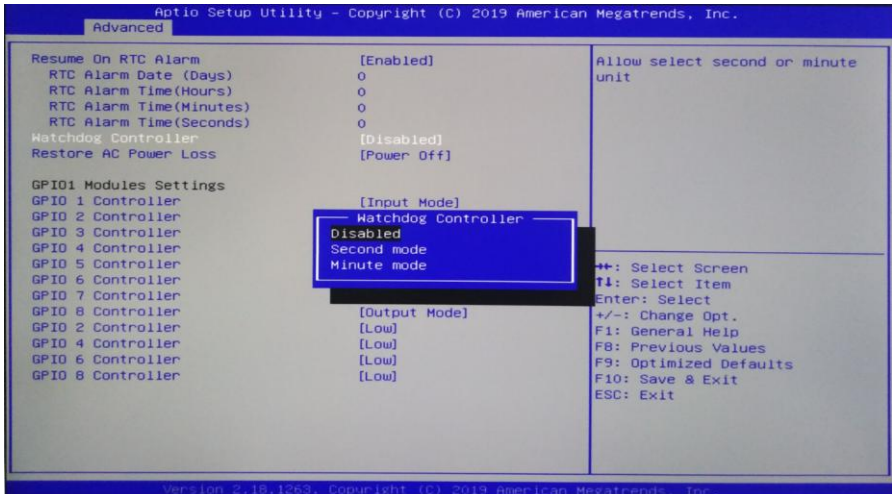 Aptio Setup Utility – Copyright (C) 2019 American Megatrends, Inc.
Advanced
Resume On RTC Alarm [Enabled]
RTC Alarm Date (Days) 0
RTC Alarm Time(Hours) 0
RTC Alarm Time(Minutes) 0
RTC Alarm Time(Seconds) 0
Watchdog Controller [Disabled]
Restore AC Power Loss [Power Off]
GPIO1 Modules Settings
GPIO 1 Controller [Input Mode]
GPIO 2 Controller
GPIO 3 Controller
GPIO 4 Controller
GPIO 5 Controller
GPIO 6 Controller
GPIO 7 Controller
GPIO 8 Controller [Output Mode]
GPIO 2 Controller [Low]
GPIO 4 Controller [Low]
GPIO 6 Controller [Low]
GPIO 8 Controller [Low]
Watchdog Controller
Disabled
Second mode
Minute mode
Allow select second or minute
unit
→←: Select Screen
↑↓: Select Item
Enter: Select
+/-: Change Opt.
F1: General Help
F8: Previous Values
F9: Optimized Defaults
F10: Save & Exit
ESC: Exit
Version 2.18.1263. Copyright (C) 2019 American Megatrends, Inc.